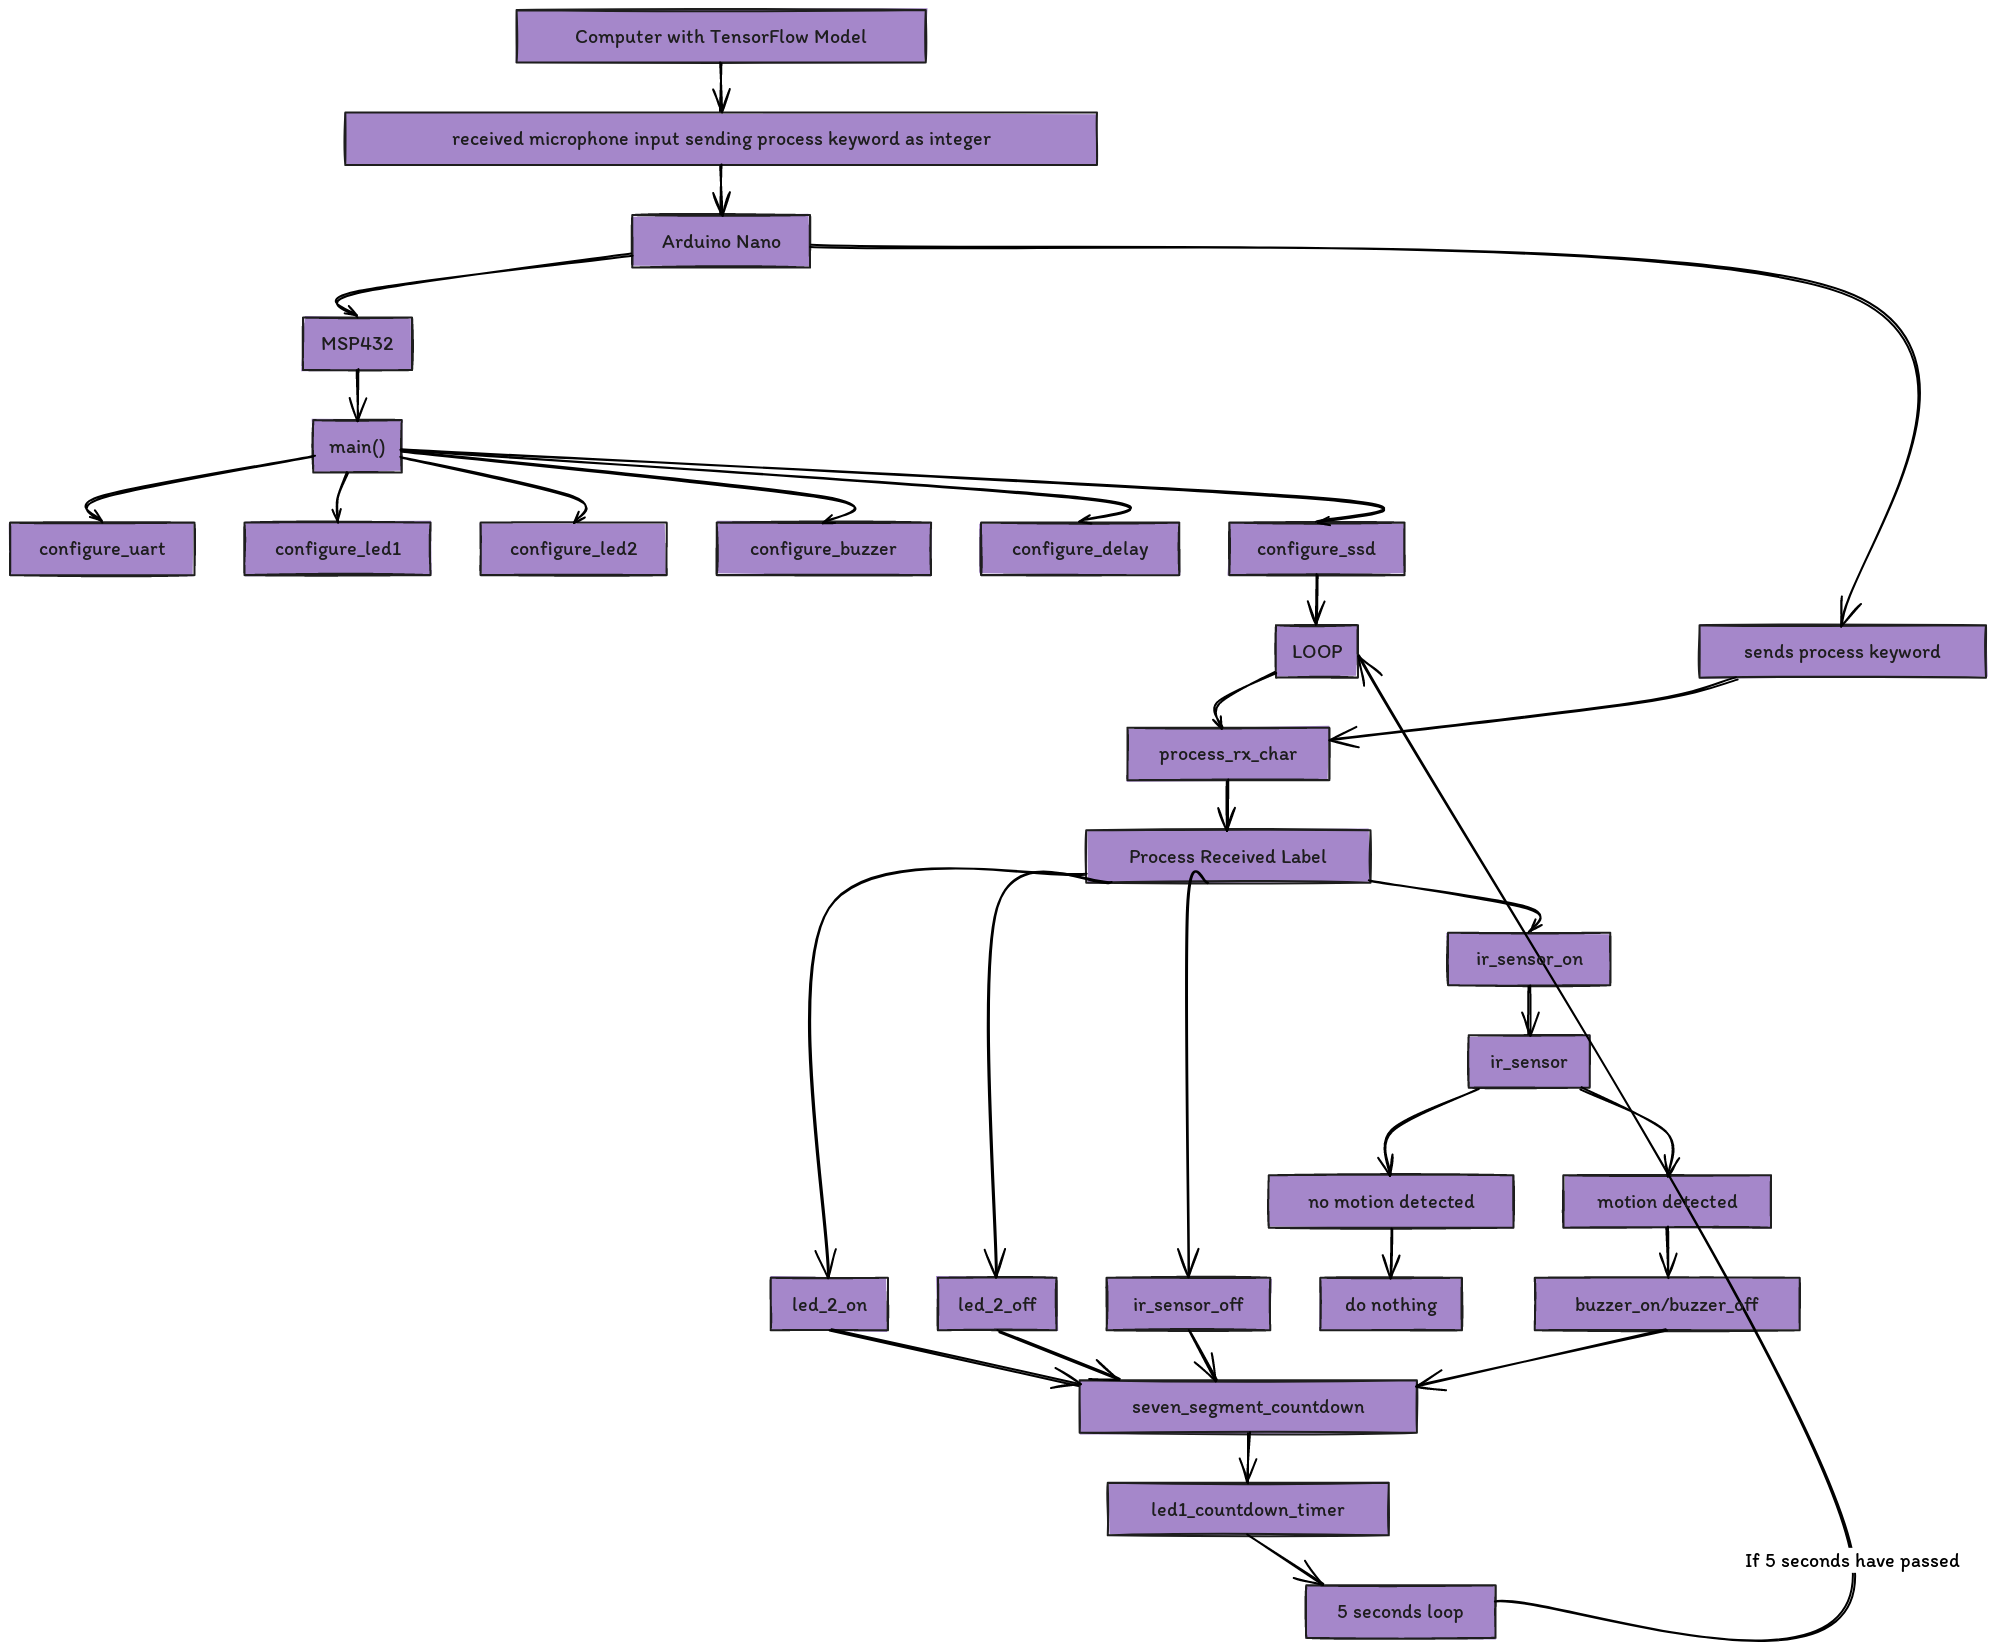 Computer with TensorFlow Model
received microphone input sending process keyword as integer
Arduino Nano
MSP432
main()
configure_uart
configure_led1
configure_led2
configure_buzzer
configure_delay
configure_ssd
LOOP
sends process keyword
process_rx_char
Process Received Label
ir_sensor_on
ir_sensor
no motion detected
motion detected
led_2_on
led_2_off
ir_sensor_off
do nothing
buzzer_on/buzzer_off
seven_segment_countdown
led1_countdown_timer
If 5 seconds have passed
5 seconds loop